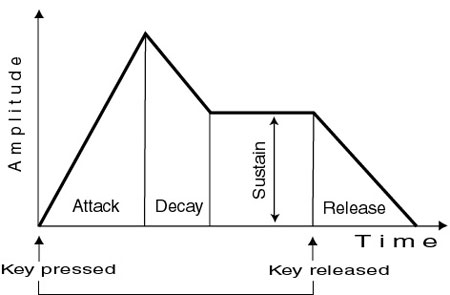 Amplitude
Attack
Decay
Sustain
Release
Time
Key pressed
Key released